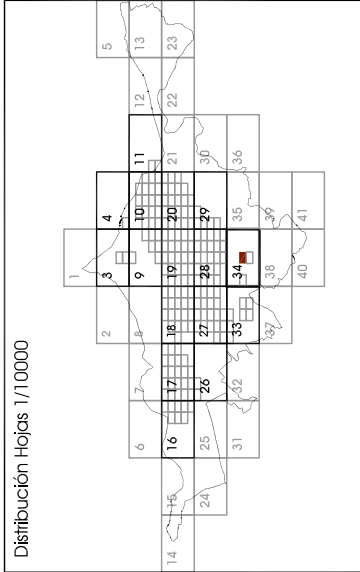 Distribución Hojas 1/10000
1
2 3 4 5
6 7 8 9 10 11 12 13
14 15 16 17 18 19 20 21 22 23
24 25 26 27 28 29 30
31 32 33 34 35 36
37 38 39
40 41